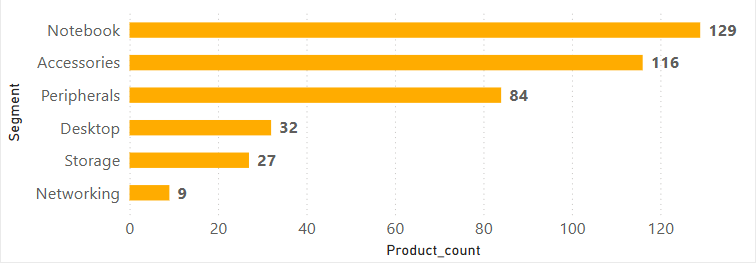 Segment
Notebook 129
Accessories 116
Peripherals 84
Desktop 32
Storage 27
Networking 9
0 20 40 60 80 100 120
Product_count